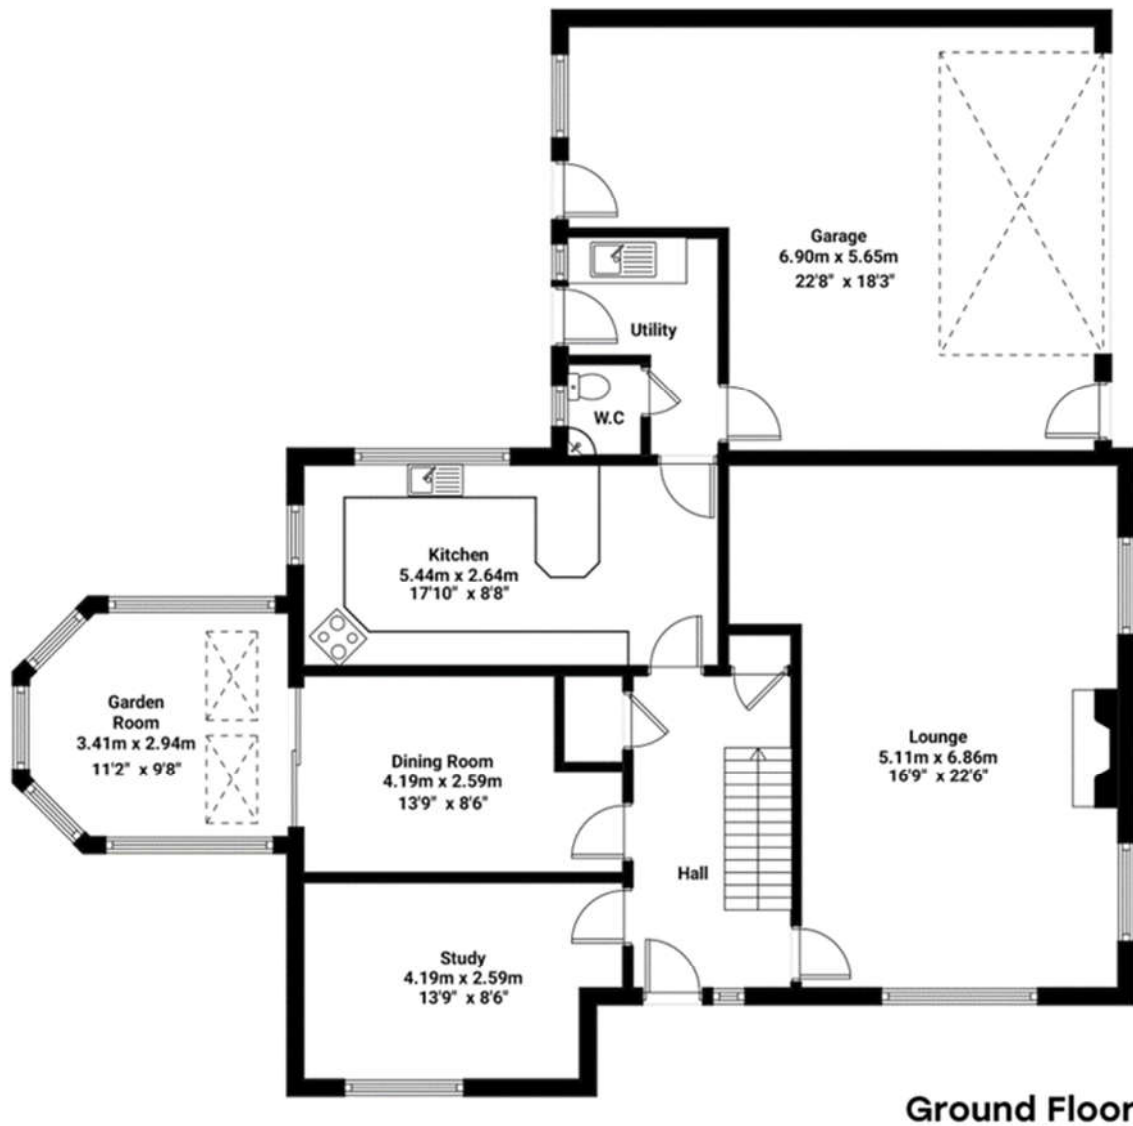 Garage
6.90m x 5.65m
22'8" x 18'3"
Utility
W.C
Kitchen
5.44m x 2.64m
17'10" x 8'8"
Garden
Room
3.41m x 2.94m
11'2" x 9'8"
Dining Room
4.19m x 2.59m
13'9" x 8'6"
Lounge
5.11m x 6.86m
16'9" x 22'6"
Hall
Study
4.19m x 2.59m
13'9" x 8'6"
Ground Floor